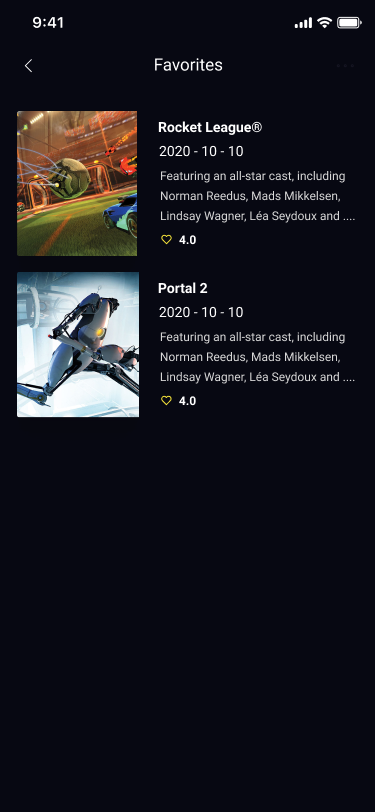 9:41
Favorites
Rocket League®
2020 - 10 - 10
Featuring an all-star cast, including
Norman Reedus, Mads Mikkelsen,
Lindsay Wagner, Léa Seydoux and ....
4.0
Portal 2
2020 - 10 - 10
Featuring an all-star cast, including
Norman Reedus, Mads Mikkelsen,
Lindsay Wagner, Léa Seydoux and ....
4.0